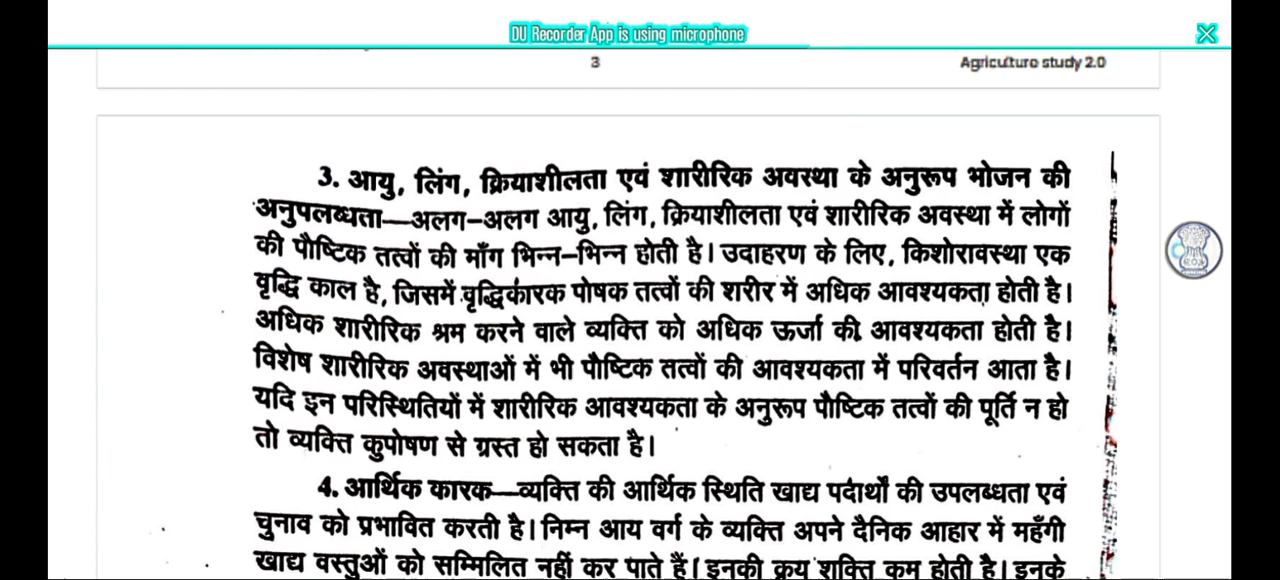 DU Recorder App is using microphone
3 Agriculture study 2.0
3. आयु, लिंग, क्रियाशीलता एवं शारीरिक अवस्था के अनुरूप भोजन की
अनुपलब्धता—अलग-अलग आयु, लिंग, क्रियाशीलता एवं शारीरिक अवस्था में लोगों
की पौष्टिक तत्वों की माँग भिन्न-भिन्न होती है। उदाहरण के लिए, किशोरावस्था एक
वृद्धि काल है, जिसमें वृद्धिकारक पोषक तत्वों की शरीर में अधिक आवश्यकता होती है।
अधिक शारीरिक श्रम करने वाले व्यक्ति को अधिक ऊर्जा की आवश्यकता होती है।
विशेष शारीरिक अवस्थाओं में भी पौष्टिक तत्वों की आवश्यकता में परिवर्तन आता है।
यदि इन परिस्थितियों में शारीरिक आवश्यकता के अनुरूप पौष्टिक तत्वों की पूर्ति न हो
तो व्यक्ति कुपोषण से ग्रस्त हो सकता है।
4. आर्थिक कारक—व्यक्ति की आर्थिक स्थिति खाद्य पदार्थों की उपलब्धता एवं
चुनाव को प्रभावित करती है। निम्न आय वर्ग के व्यक्ति अपने दैनिक आहार में महँगी
खाद्य वस्तुओं को सम्मिलित नहीं कर पाते हैं। इनकी क्रय शक्ति कम होती है। इनके